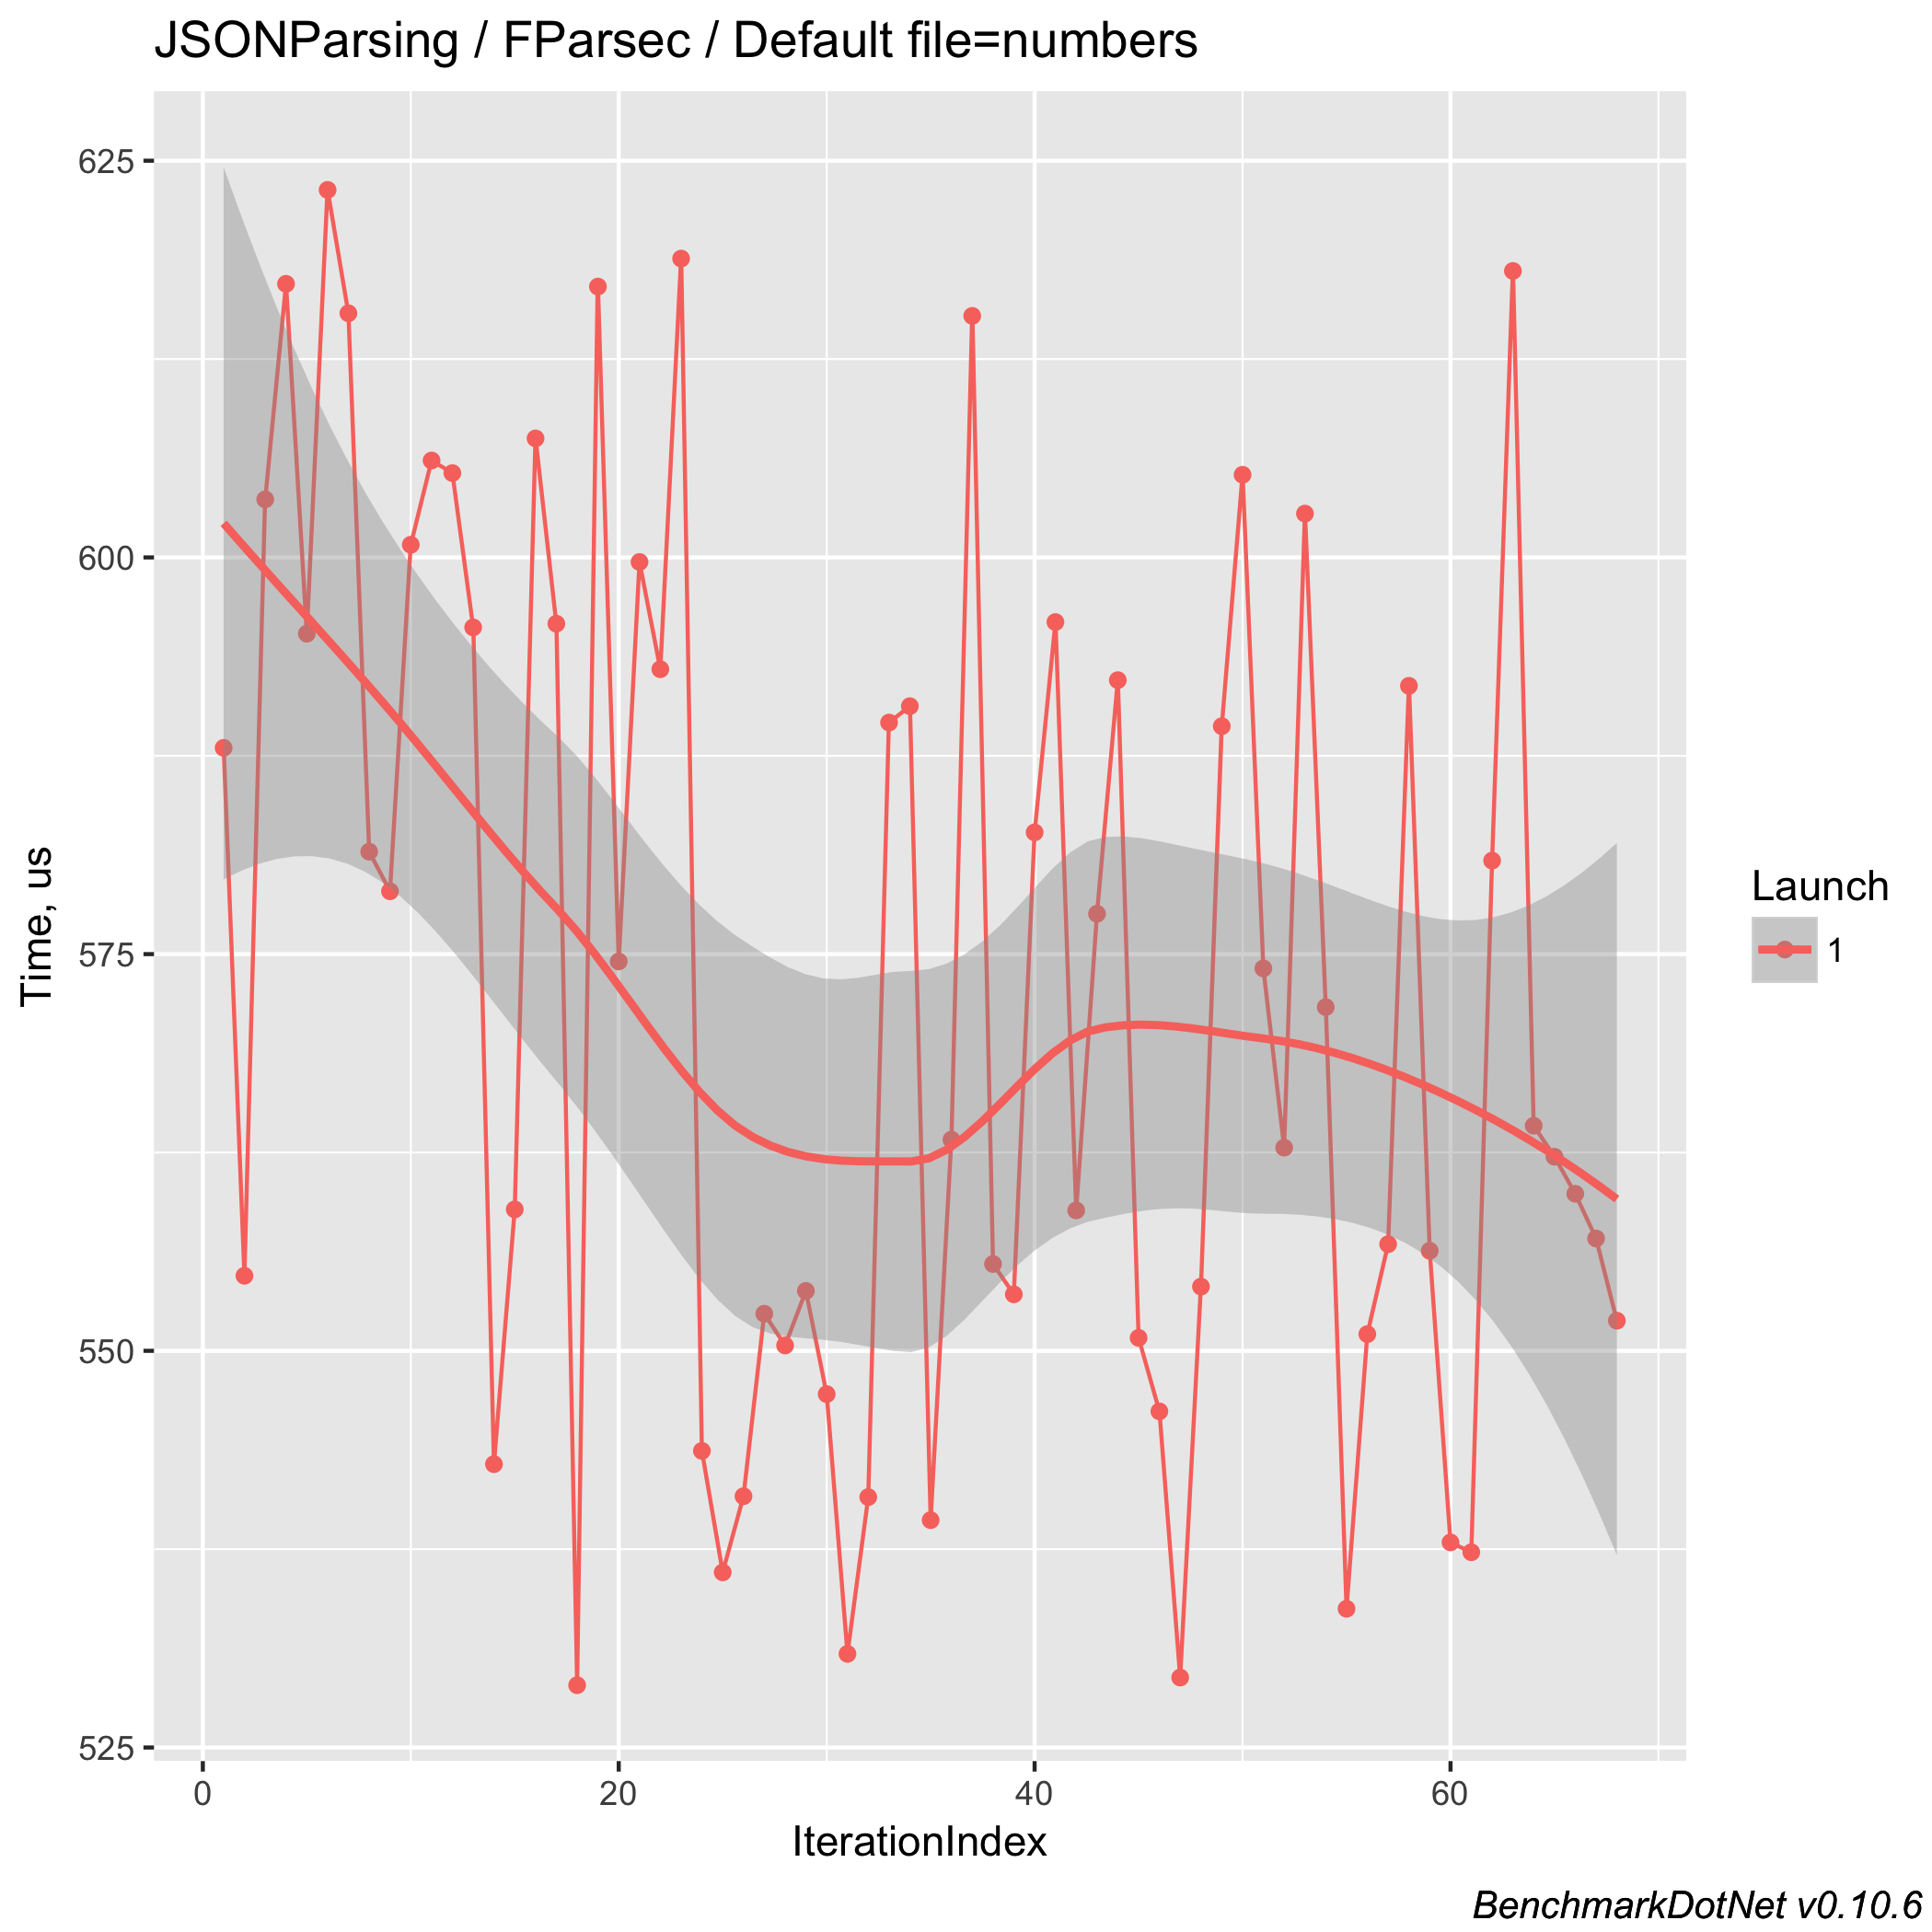 JSONParsing / FParsec / Default file=numbers
625
600
575
550
525
Time, us
0 20 40 60
IterationIndex
Launch
1
BenchmarkDotNet v0.10.6